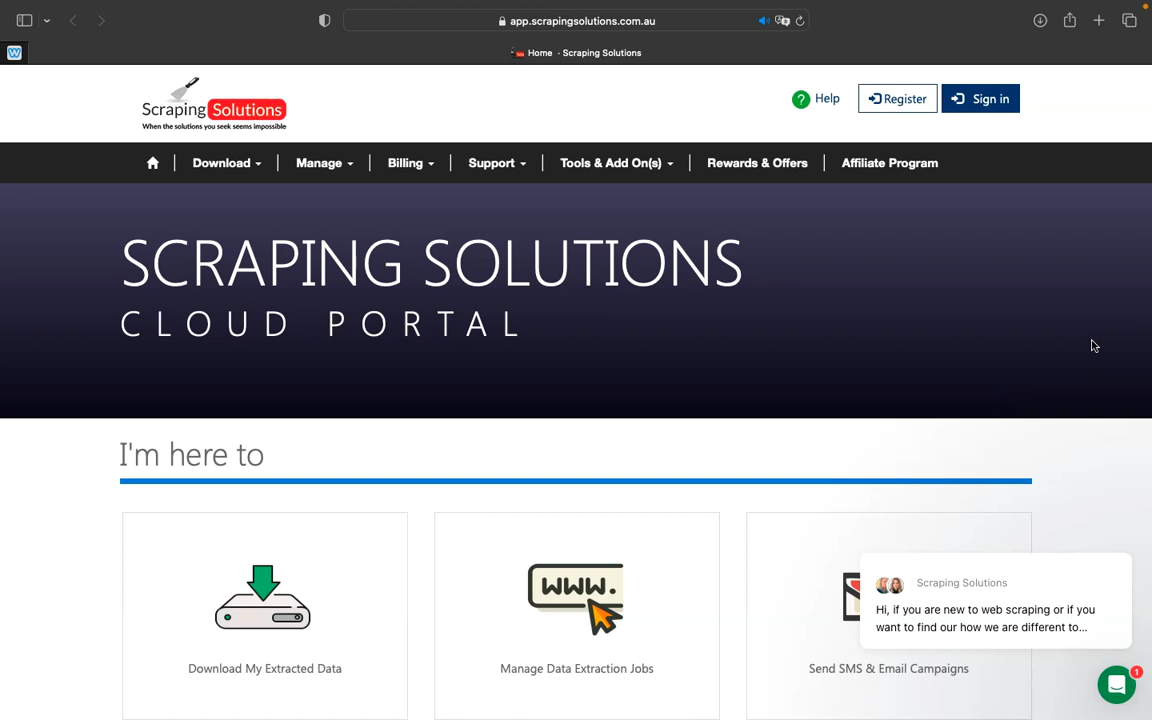 app.scrapingsolutions.com.au
Home - Scraping Solutions
Scraping Solutions
When the solutions you seek seems impossible
? Help
Register
Sign in
Download
Manage
Billing
Support
Tools & Add On(s)
Rewards & Offers
Affiliate Program
SCRAPING SOLUTIONS
CLOUD PORTAL
I'm here to
WWW.
Download My Extracted Data
Manage Data Extraction Jobs
Send SMS & Email Campaigns
Scraping Solutions
Hi, if you are new to web scraping or if you
want to find our how we are different to...
1